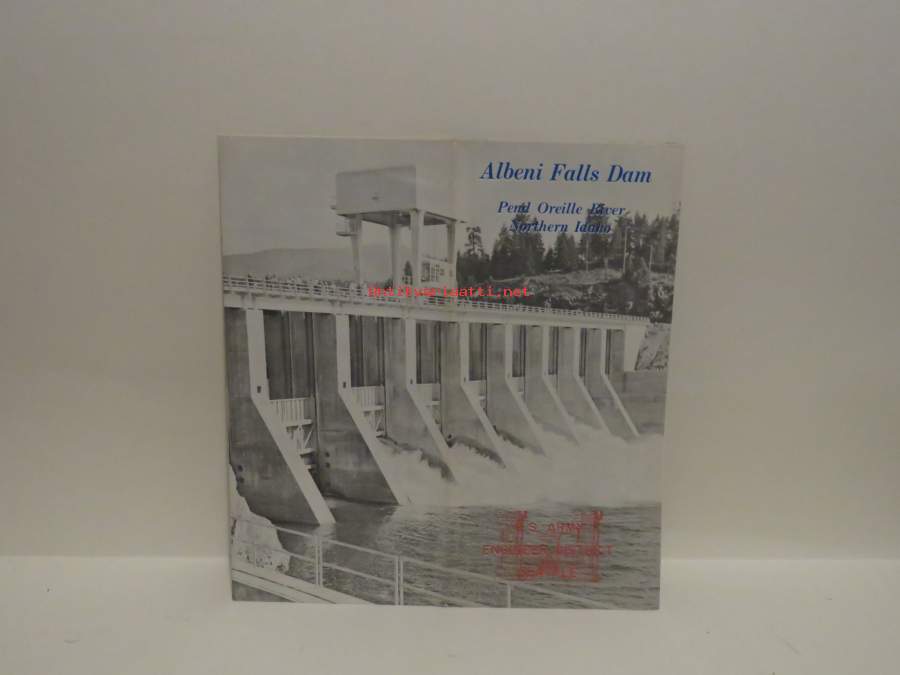 Albeni Falls Dam
Pend Oreille River
Northern Idaho
antikvariaatti.net
U.S. ARMY
ENGINEER DISTRICT
SEATTLE